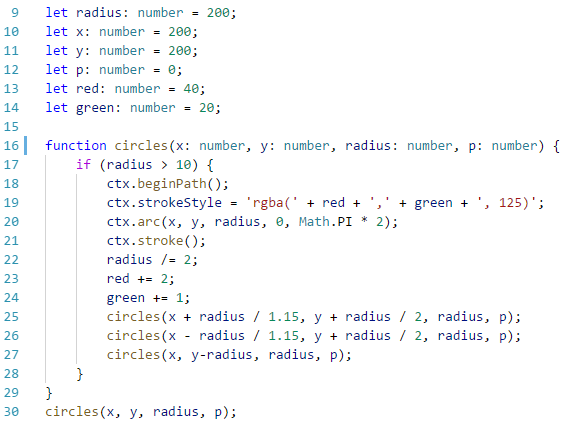 9 let radius: number = 200;
10 let x: number = 200;
11 let y: number = 200;
12 let p: number = 0;
13 let red: number = 40;
14 let green: number = 20;
15
16 function circles(x: number, y: number, radius: number, p: number) {
17     if (radius > 10) {
18         ctx.beginPath();
19         ctx.strokeStyle = 'rgba(' + red + ',' + green + ', 125)';
20         ctx.arc(x, y, radius, 0, Math.PI * 2);
21         ctx.stroke();
22         radius /= 2;
23         red += 2;
24         green += 1;
25         circles(x + radius / 1.15, y + radius / 2, radius, p);
26         circles(x - radius / 1.15, y + radius / 2, radius, p);
27         circles(x, y-radius, radius, p);
28     }
29 }
30 circles(x, y, radius, p);